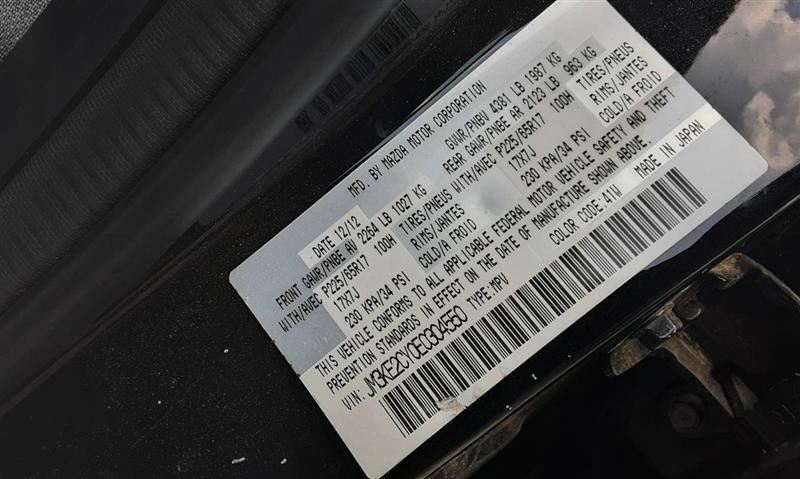 MFD. BY MAZDA MOTOR CORPORATION
DATE 12/12 GVWR/PNBV 4381 LB 1987 KG
FRONT GAWR/PNBE AV 2264 LB 1027 KG REAR GAWR/PNBE AR 2123 LB 963 KG
WITH/AVEC P225/65R17 100H TIRES/PNEUS WITH/AVEC P225/65R17 100H TIRES/PNEUS
17X7J RIMS/JANTES 17X7J RIMS/JANTES
230 KPA/34 PSI COLD/A FROID 230 KPA/34 PSI COLD/A FROID
THIS VEHICLE CONFORMS TO ALL APPLICABLE FEDERAL MOTOR VEHICLE SAFETY AND THEFT
PREVENTION STANDARDS IN EFFECT ON THE DATE OF MANUFACTURE SHOWN ABOVE.
VIN: JM3KE2CY0E0304550 TYPE:MPV COLOR CODE:41W MADE IN JAPAN